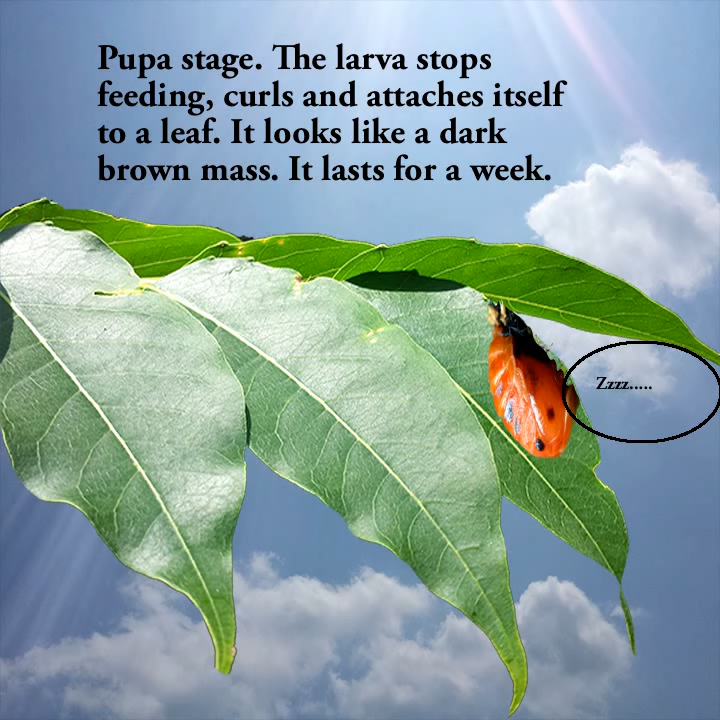 Pupa stage. The larva stops
feeding, curls and attaches itself
to a leaf. It looks like a dark
brown mass. It lasts for a week.
Zzzz.....